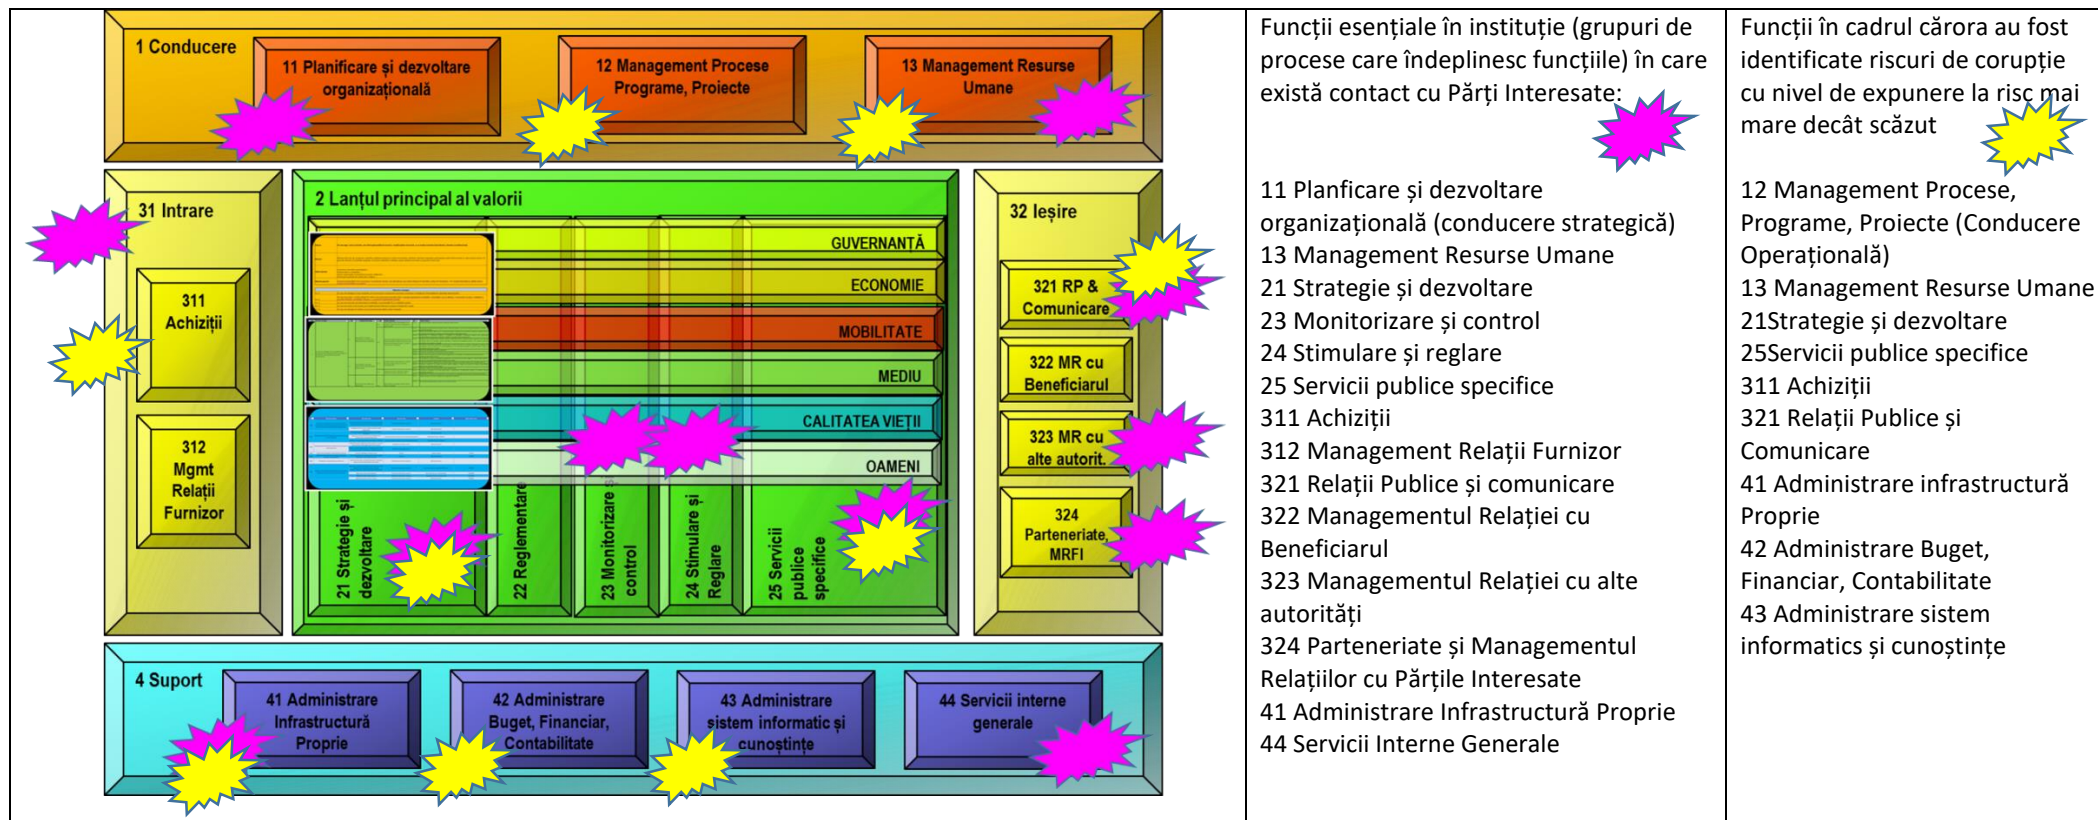 1 Conducere
11 Planificare și dezvoltare
organizațională
12 Management Procese
Programe, Proiecte
13 Management Resurse
Umane
31 Intrare
311
Achiziții
312
Mgmt
Relații
Furnizor
2 Lanțul principal al valorii
GUVERNANȚĂ
ECONOMIE
MOBILITATE
MEDIU
CALITATEA VIEȚII
OAMENI
21 Strategie și
dezvoltare
22 Reglementare
23 Monitorizare și
control
24 Stimulare și
Reglare
25 Servicii
publice
specifice
32 Ieșire
321 RP &
Comunicare
322 MR cu
Beneficiarul
323 MR cu
alte autorit.
324
Parteneriate,
MRFI
4 Suport
41 Administrare
Infrastructură
Proprie
42 Administrare
Buget, Financiar,
Contabilitate
43 Administrare
sistem informatic și
cunoștințe
44 Servicii interne
generale
Funcții esențiale în instituție (grupuri de
procese care îndeplinesc funcțiile) în care
există contact cu Părți Interesate:
11 Planficare și dezvoltare
organizațională (conducere strategică)
13 Management Resurse Umane
21 Strategie și dezvoltare
23 Monitorizare și control
24 Stimulare și reglare
25 Servicii publice specifice
311 Achiziții
312 Management Relații Furnizor
321 Relații Publice și comunicare
322 Managementul Relației cu
Beneficiarul
323 Managementul Relației cu alte
autorități
324 Parteneriate și Managementul
Relațiilor cu Părțile Interesate
41 Administrare Infrastructură Proprie
44 Servicii Interne Generale
Funcții în cadrul cărora au fost
identificate riscuri de corupție
cu nivel de expunere la risc mai
mare decât scăzut
12 Management Procese,
Programe, Proiecte (Conducere
Operațională)
13 Management Resurse Umane
21Strategie și dezvoltare
25Servicii publice specifice
311 Achiziții
321 Relații Publice și
Comunicare
41 Administrare infrastructură
Proprie
42 Administrare Buget,
Financiar, Contabilitate
43 Administrare sistem
informatics și cunoștințe